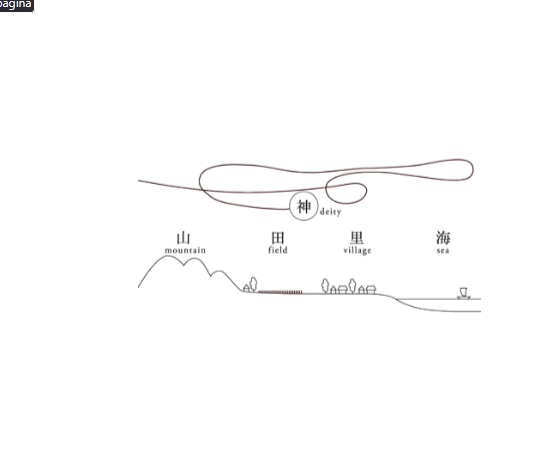 pagina
神 deity
山 田 里 海
mountain field village sea